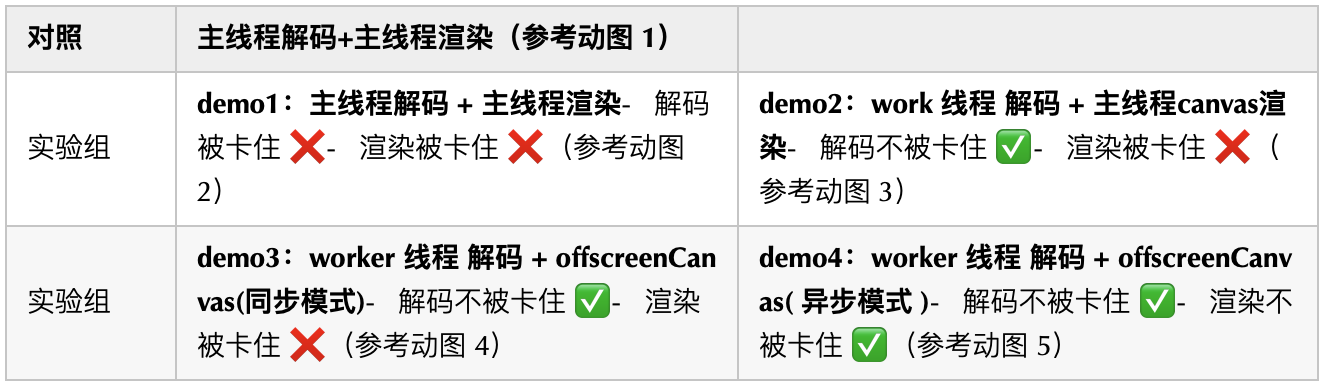 对照
主线程解码+主线程渲染（参考动图 1）
实验组
demo1：主线程解码 + 主线程渲染- 解码
被卡住 ❌- 渲染被卡住 ❌（参考动图
2）
demo2：work 线程 解码 + 主线程canvas渲
染- 解码不被卡住 ✅- 渲染被卡住 ❌（
参考动图 3）
实验组
demo3：worker 线程 解码 + offscreenCan
vas(同步模式)- 解码不被卡住 ✅- 渲染
被卡住 ❌（参考动图 4）
demo4：worker 线程 解码 + offscreenCanv
as( 异步模式 )- 解码不被卡住 ✅- 渲染不
被卡住 ✅（参考动图 5）